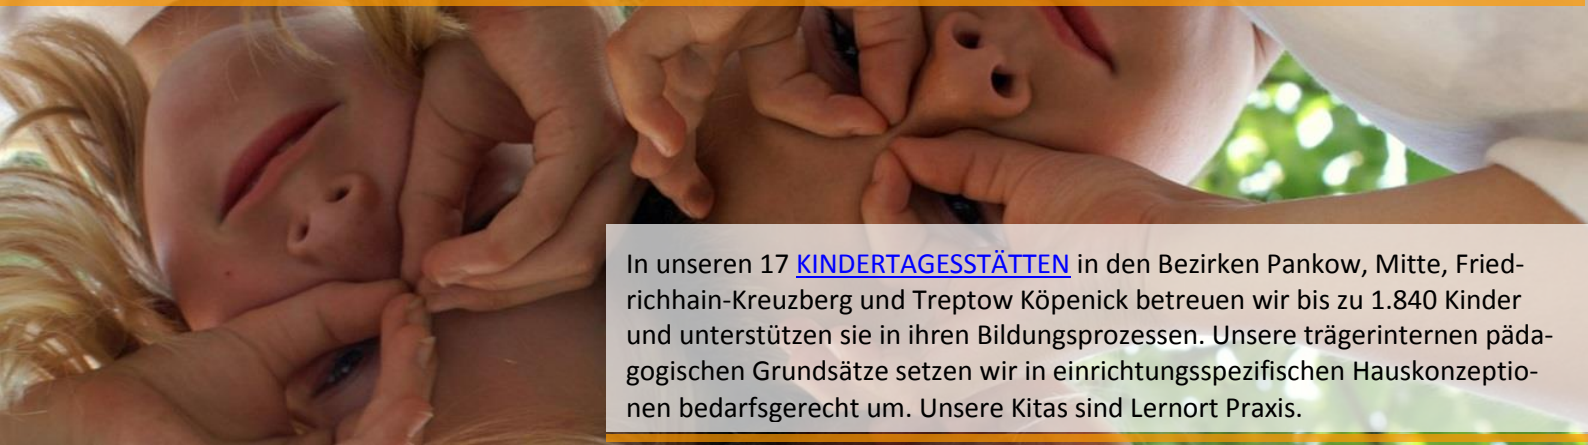 In unseren 17 KINDERTAGESSTÄTTEN in den Bezirken Pankow, Mitte, Fried-
richhain-Kreuzberg und Treptow Köpenick betreuen wir bis zu 1.840 Kinder
und unterstützen sie in ihren Bildungsprozessen. Unsere trägerinternen päda-
gogischen Grundsätze setzen wir in einrichtungsspezifischen Hauskonzeptio-
nen bedarfsgerecht um. Unsere Kitas sind Lernort Praxis.